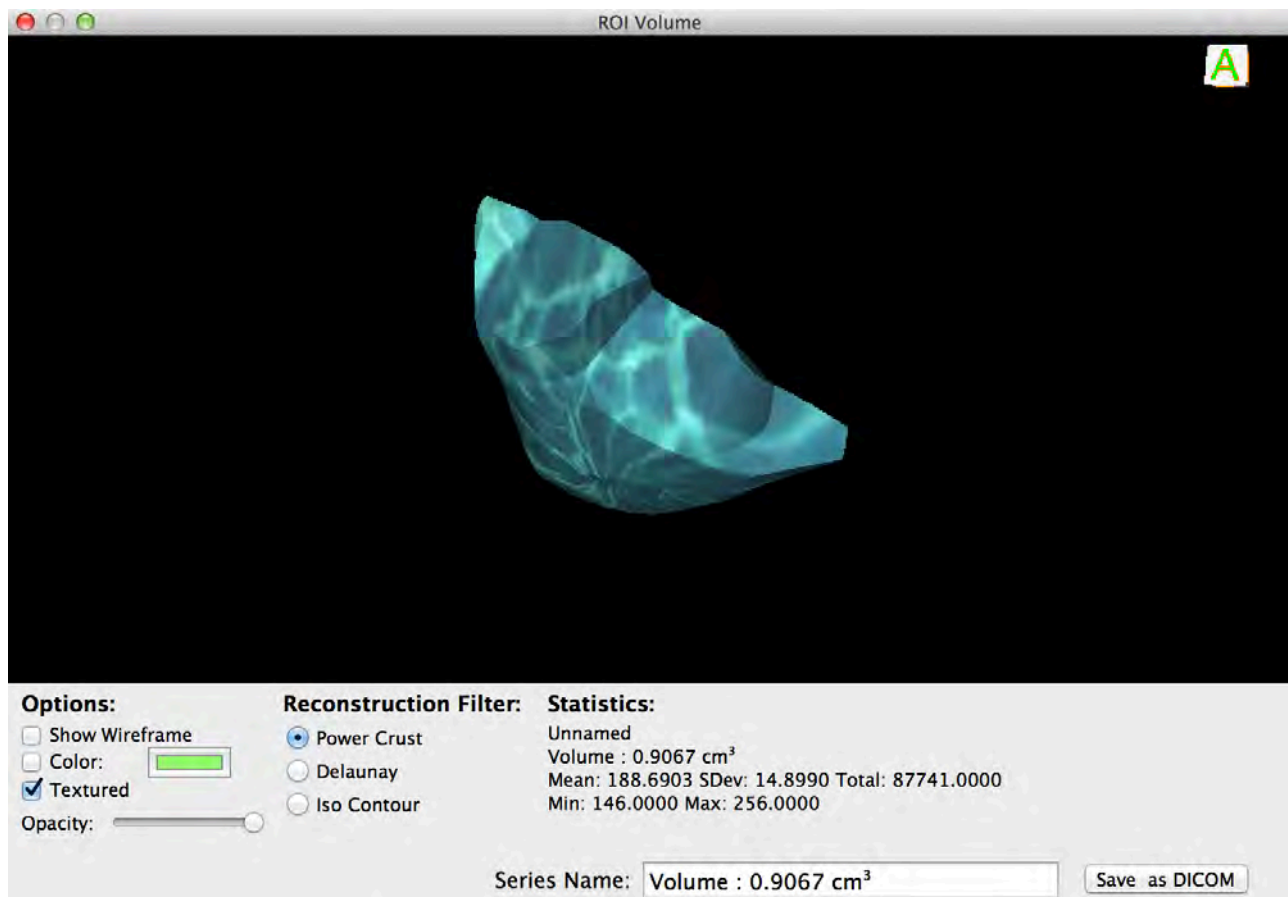 ROI Volume
A
Options:
Show Wireframe
Color:
Textured
Opacity:
Reconstruction Filter:
Power Crust
Delaunay
Iso Contour
Statistics:
Unnamed
Volume : 0.9067 cm³
Mean: 188.6903 SDev: 14.8990 Total: 87741.0000
Min: 146.0000 Max: 256.0000
Series Name: Volume : 0.9067 cm³ Save as DICOM